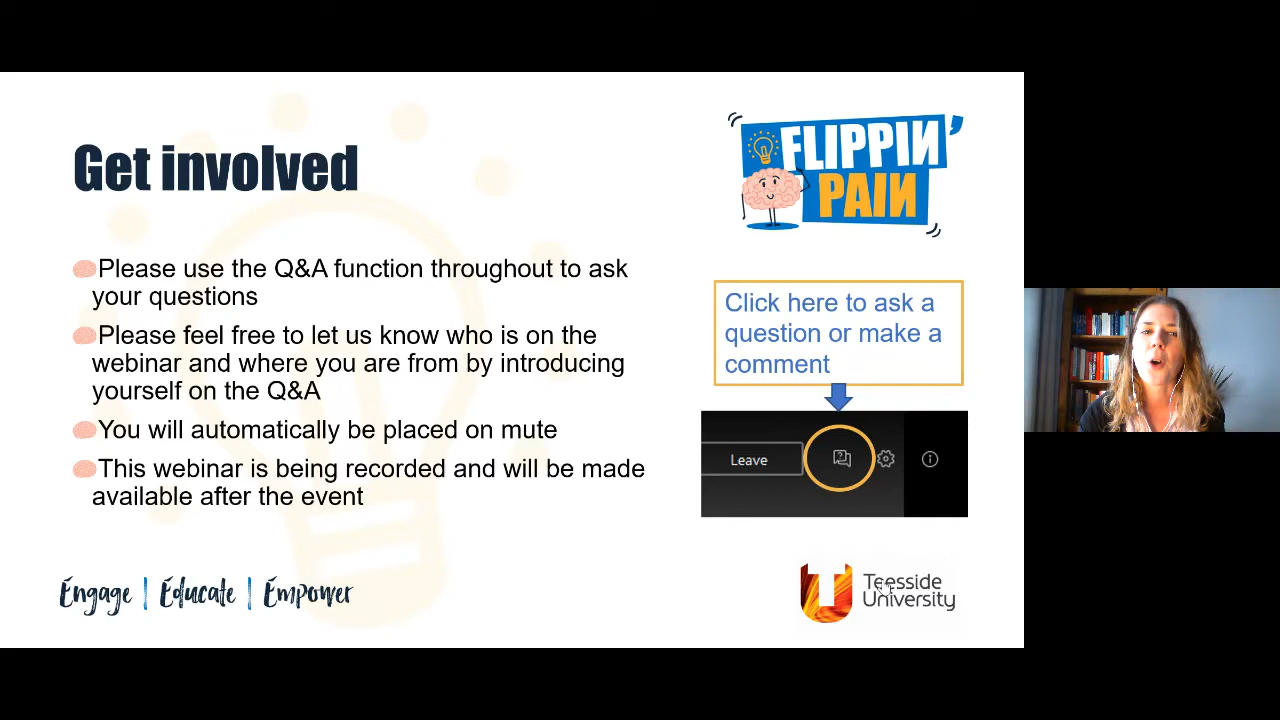 Get involved
FLIPPIN'
PAIN
Please use the Q&A function throughout to ask
your questions
Please feel free to let us know who is on the
webinar and where you are from by introducing
yourself on the Q&A
You will automatically be placed on mute
This webinar is being recorded and will be made
available after the event
Click here to ask a
question or make a
comment
Leave
Engage | Educate | Empower
Teesside
University